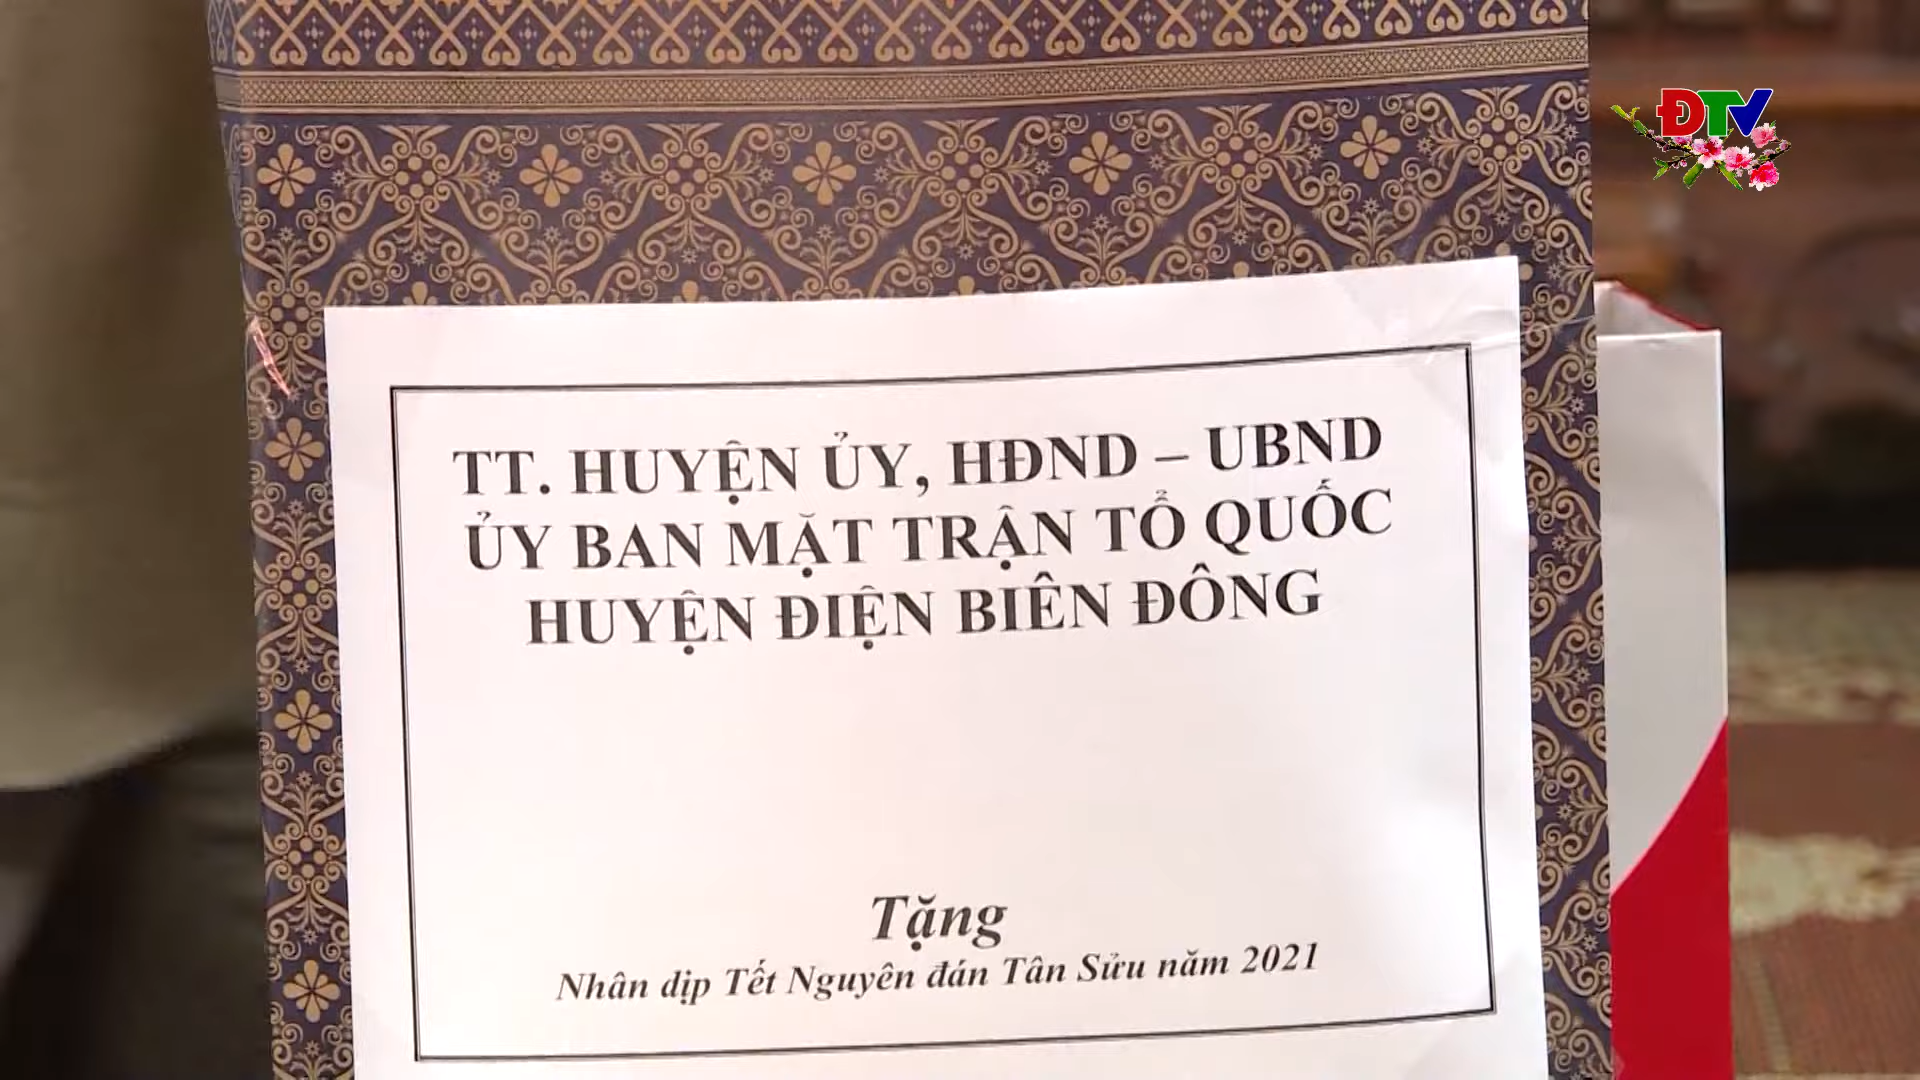 ĐTV
TT. HUYỆN ỦY, HĐND – UBND
ỦY BAN MẶT TRẬN TỔ QUỐC
HUYỆN ĐIỆN BIÊN ĐÔNG
Tặng
Nhân dịp Tết Nguyên đán Tân Sửu năm 2021